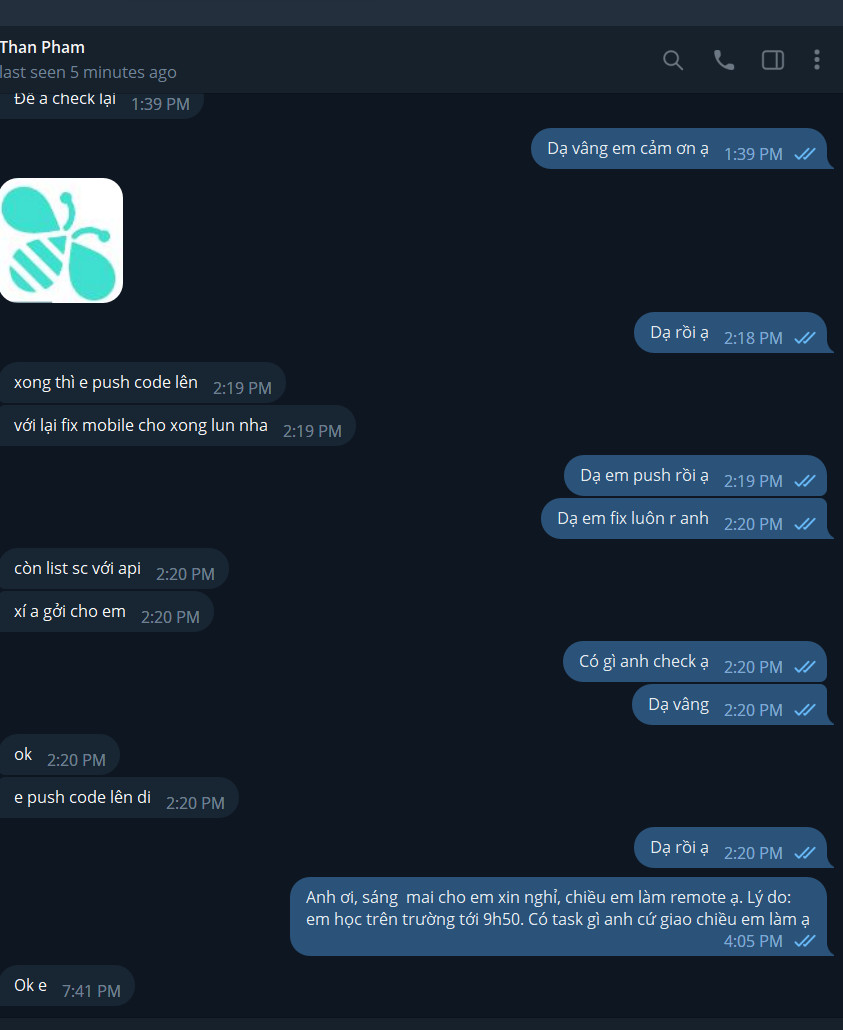 Than Pham
last seen 5 minutes ago
Để a check lại 1:39 PM
Dạ vâng em cảm ơn ạ 1:39 PM
Dạ rồi ạ 2:18 PM
xong thì e push code lên 2:19 PM
với lại fix mobile cho xong lun nha 2:19 PM
Dạ em push rồi ạ 2:19 PM
Dạ em fix luôn r anh 2:20 PM
còn list sc với api 2:20 PM
xí a gởi cho em 2:20 PM
Có gì anh check ạ 2:20 PM
Dạ vâng 2:20 PM
ok 2:20 PM
e push code lên di 2:20 PM
Dạ rồi ạ 2:20 PM
Anh ơi, sáng  mai cho em xin nghỉ, chiều em làm remote ạ. Lý do:
em học trên trường tới 9h50. Có task gì anh cứ giao chiều em làm ạ
4:05 PM
Ok e 7:41 PM